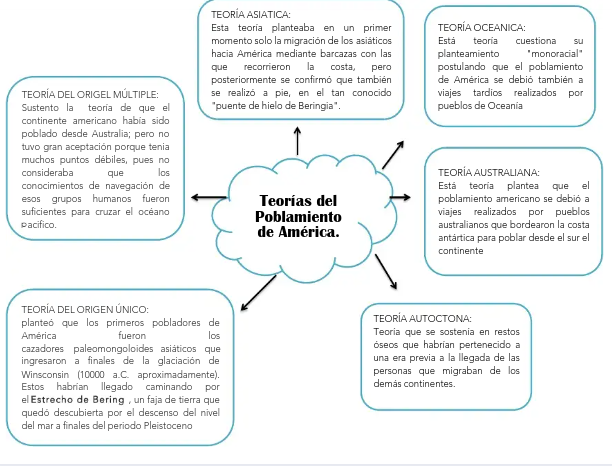 TEORÍA ASIATICA:
Esta teoría planteaba en un primer
momento solo la migración de los asiáticos
hacia América mediante barcazas con las
que recorrieron la costa, pero
posteriormente se confirmó que también
se realizó a pie, en el tan conocido
"puente de hielo de Beringia".
TEORÍA OCEANICA:
Está teoría cuestiona su
planteamiento "monoracial"
postulando que el poblamiento
de América se debió también a
viajes tardíos realizados por
pueblos de Oceanía
TEORÍA DEL ORIGEL MÚLTIPLE:
Sustento la teoría de que el
continente americano había sido
poblado desde Australia; pero no
tuvo gran aceptación porque tenia
muchos puntos débiles, pues no
consideraba que los
conocimientos de navegación de
esos grupos humanos fueron
suficientes para cruzar el océano
pacifico.
Teorías del
Poblamiento
de América.
TEORÍA AUSTRALIANA:
Está teoría plantea que el
poblamiento americano se debió a
viajes realizados por pueblos
australianos que bordearon la costa
antártica para poblar desde el sur el
continente
TEORÍA DEL ORIGEN ÚNICO:
planteó que los primeros pobladores de
América fueron los
cazadores paleomongoloides asiáticos que
ingresaron a finales de la glaciación de
Winsconsin (10000 a.C. aproximadamente).
Estos habrían llegado caminando por
el Estrecho de Bering , un faja de tierra que
quedó descubierta por el descenso del nivel
del mar a finales del periodo Pleistoceno
TEORÍA AUTOCTONA:
Teoría que se sostenía en restos
óseos que habrían pertenecido a
una era previa a la llegada de las
personas que migraban de los
demás continentes.